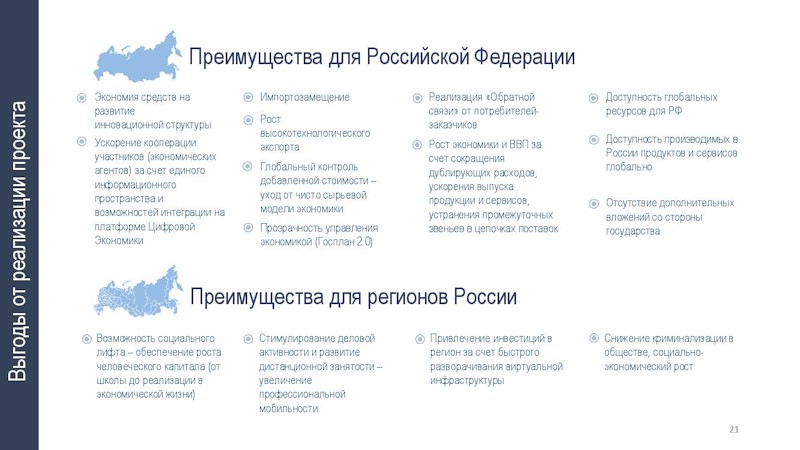 Выгоды от реализации проекта
Преимущества для Российской Федерации
Экономия средств на
развитие
инновационной структуры
Ускорение кооперации
участников (экономических
агентов) за счет единого
информационного
пространства и
возможностей интеграции на
платформе Цифровой
Экономики
Импортозамещение
Рост
высокотехнологического
экспорта
Глобальный контроль
добавленной стоимости –
уход от чисто сырьевой
модели экономики
Прозрачность управления
экономикой (Госплан 2.0)
Реализация «Обратной
связи» от потребителей-
заказчиков
Рост экономики и ВВП за
счет сокращения
дублирующих расходов,
ускорения выпуска
продукции и сервисов,
устранения промежуточных
звеньев в цепочках поставок
Доступность глобальных
ресурсов для РФ
Доступность производимых в
России продуктов и сервисов
глобально
Отсутствие дополнительных
вложений со стороны
государства
Преимущества для регионов России
Возможность социального
лифта – обеспечение роста
человеческого капитала (от
школы до реализации в
экономической жизни)
Стимулирование деловой
активности и развитие
дистанционной занятости –
увеличение
профессиональной
мобильности
Привлечение инвестиций в
регион за счет быстрого
разворачивания виртуальной
инфраструктуры
Снижение криминализации в
обществе, социально-
экономический рост
21